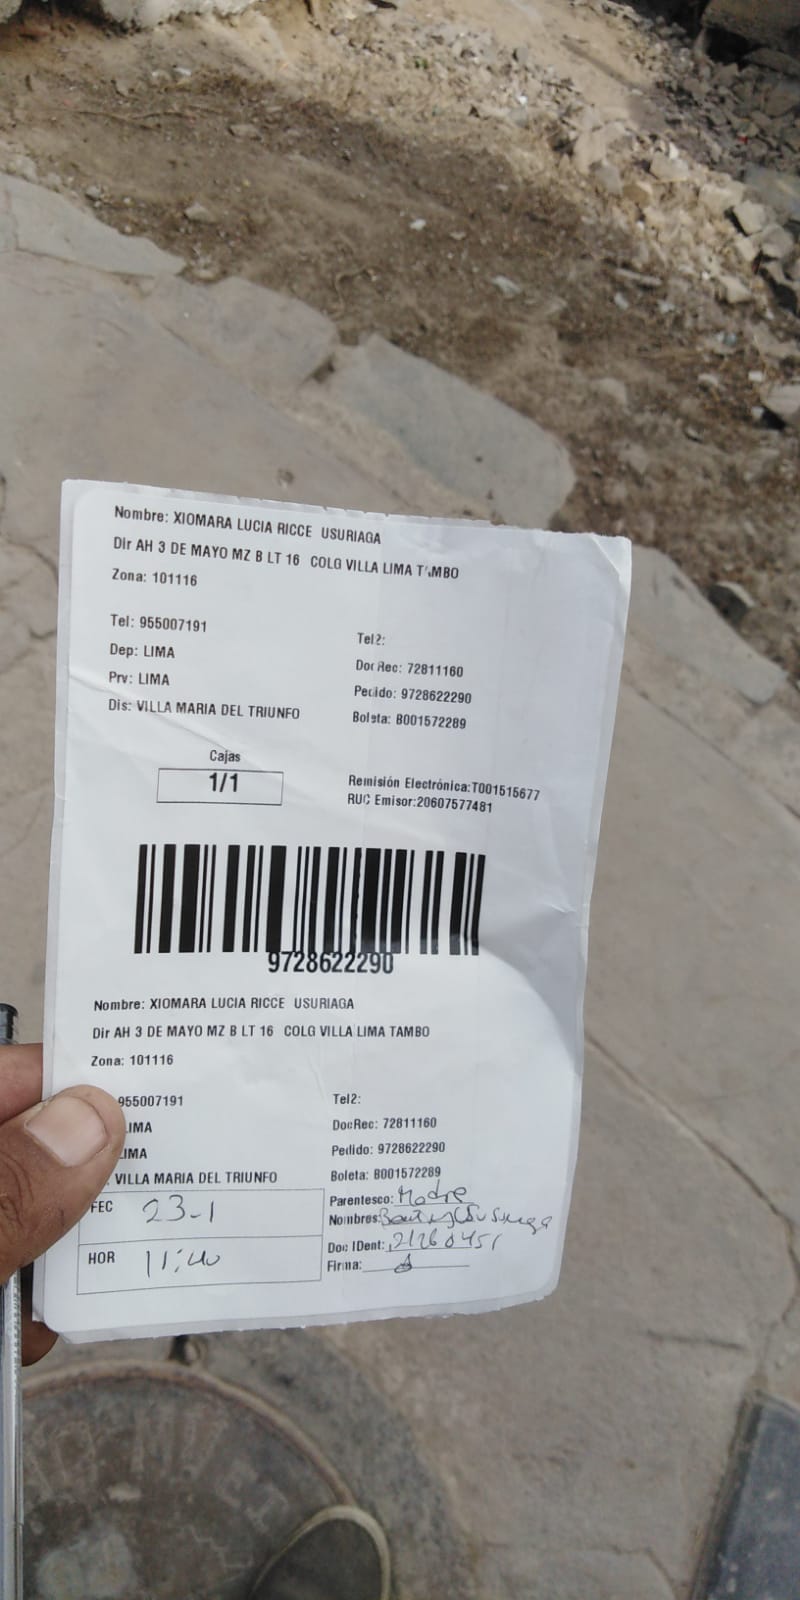 Nombre: XIOMARA LUCIA RICCE USURIAGA
Dir AH 3 DE MAYO MZ B LT 16 COLG VILLA LIMA TAMBO
Zona: 101116
Tel: 955007191
Tel2:
Dep: LIMA
DocRec: 72811160
Prv: LIMA
Pedido: 9728622290
Dis: VILLA MARIA DEL TRIUNFO
Boleta: B001572289
Cajas
1/1
Remisión Electrónica:T001515677
RUC Emisor:20607577481
9728622290
Nombre: XIOMARA LUCIA RICCE USURIAGA
Dir AH 3 DE MAYO MZ B LT 16 COLG VILLA LIMA TAMBO
Zona: 101116
955007191
Tel2:
LIMA
DocRec: 72811160
LIMA
Pedido: 9728622290
VILLA MARIA DEL TRIUNFO
Boleta: B001572289
FEC 23-1
Parentesco: Madre
Nombres:
HOR 11:40
Doc IDent: 21260451
Firma: